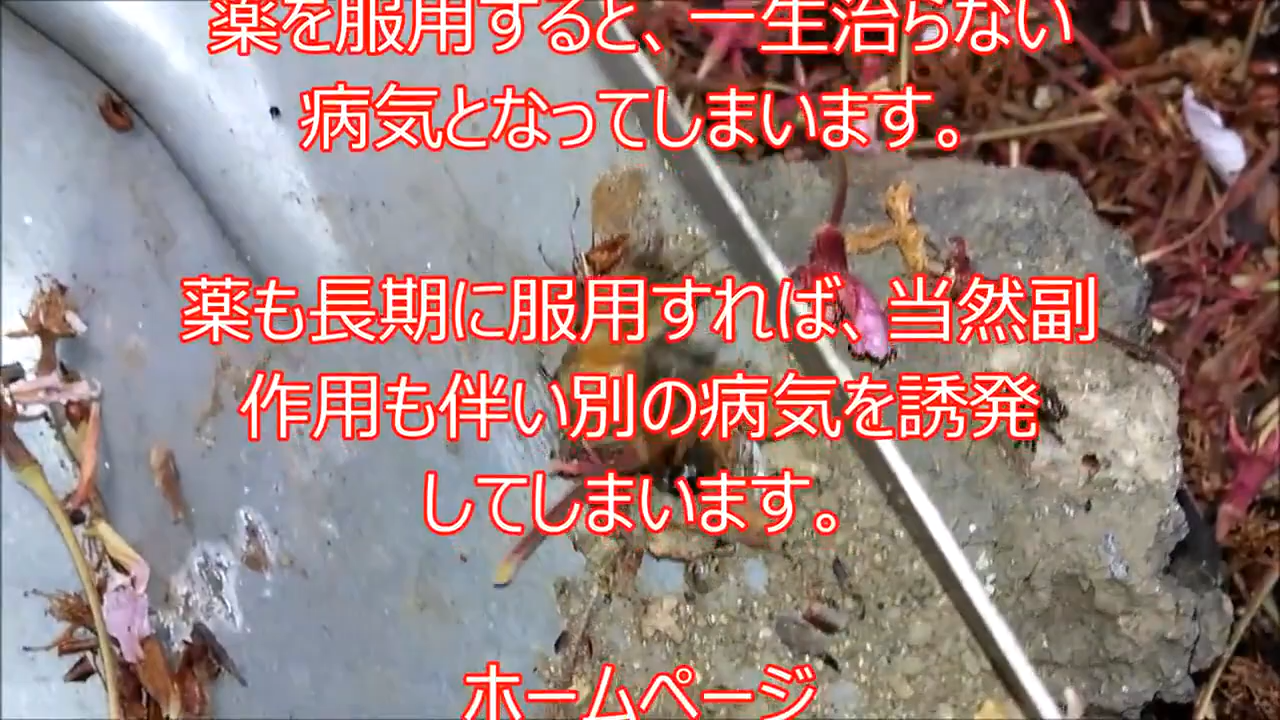 薬を服用すると、一生治らない
病気となってしまいます。
薬も長期に服用すれば、当然副
作用も伴い別の病気を誘発
してしまいます。
ホームページ